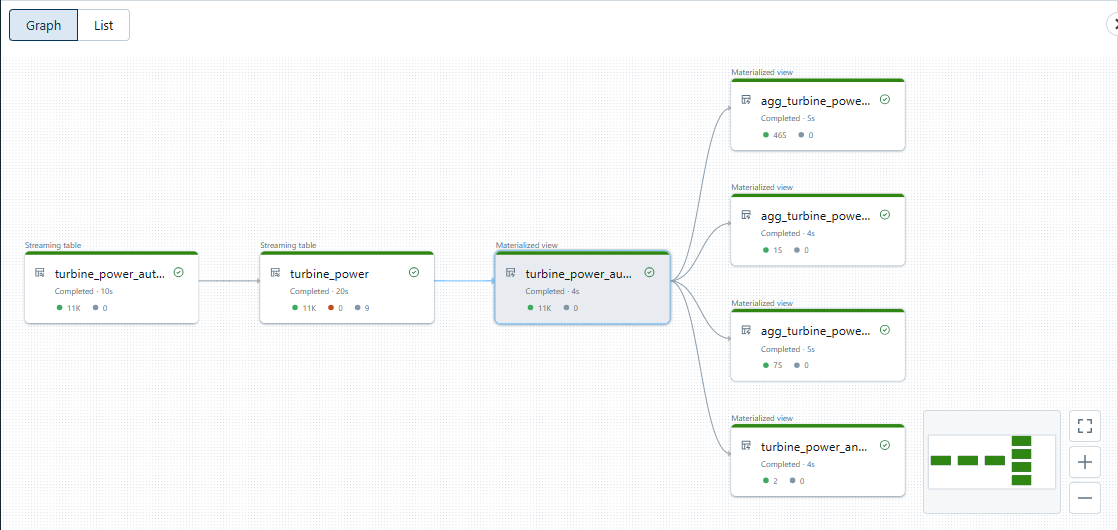 Graph
List
Streaming table
turbine_power_aut...
Completed · 10s
11K 0
Streaming table
turbine_power
Completed · 20s
11K 0 9
Materialized view
turbine_power_au...
Completed · 4s
11K 0
Materialized view
agg_turbine_powe...
Completed · 5s
465 0
Materialized view
agg_turbine_powe...
Completed · 4s
15 0
Materialized view
agg_turbine_powe...
Completed · 5s
75 0
Materialized view
turbine_power_an...
Completed · 4s
2 0